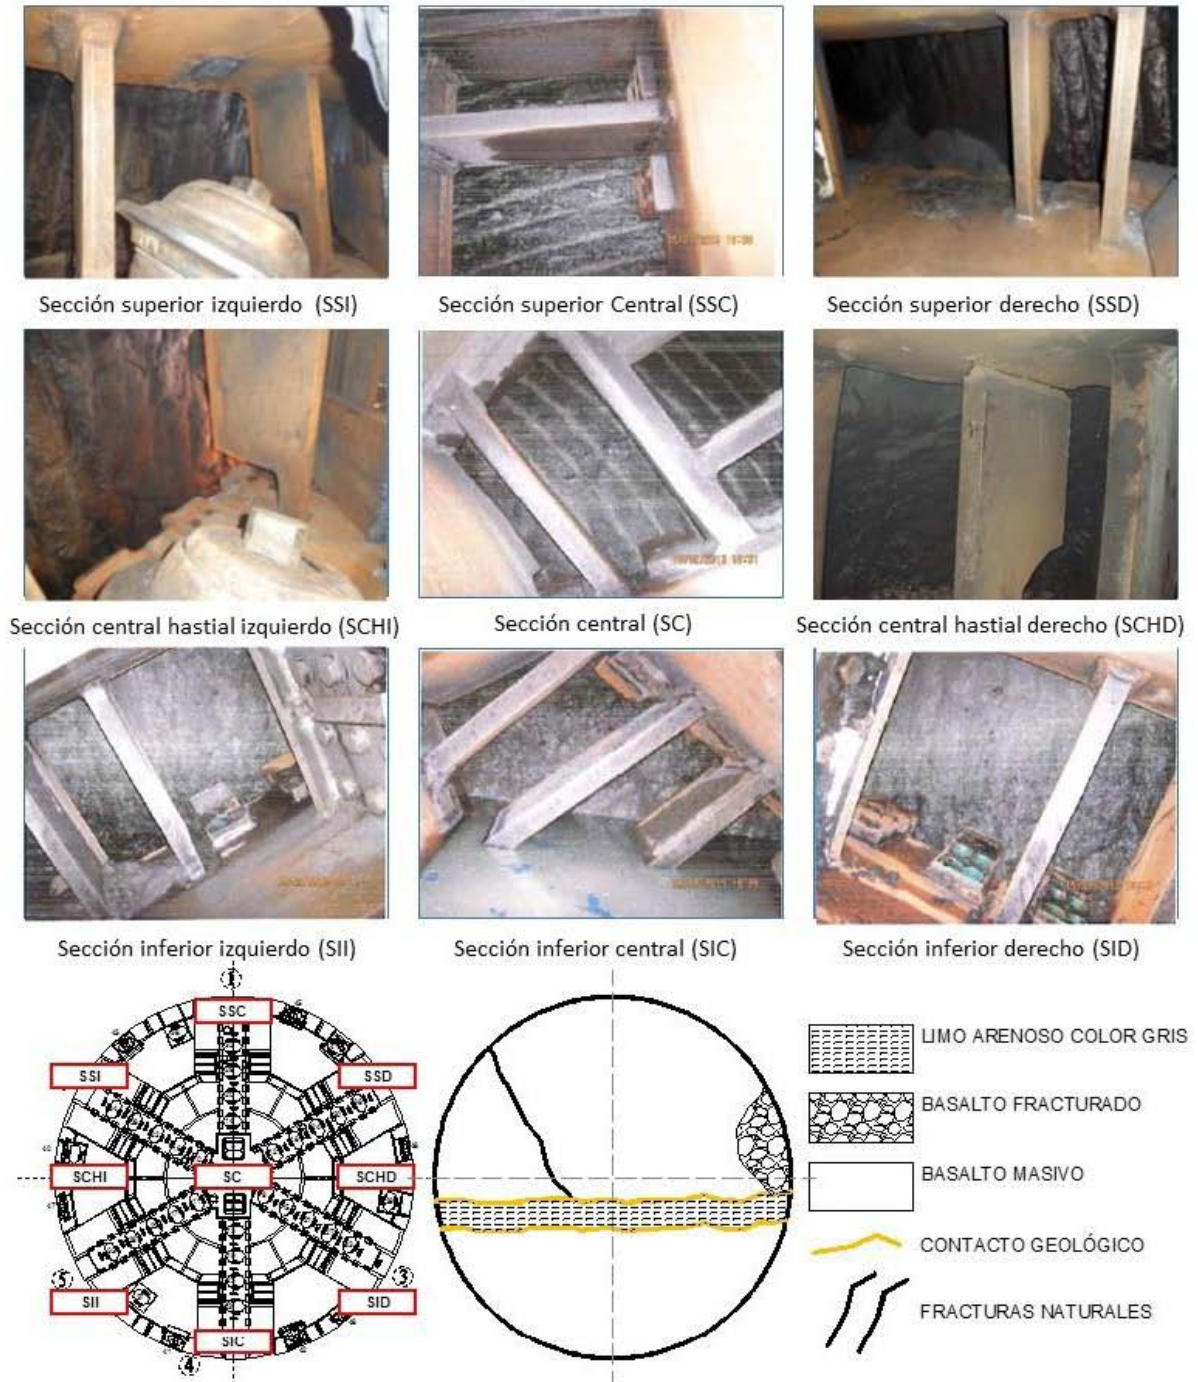 Sección superior izquierdo (SSI)
Sección superior Central (SSC)
Sección superior derecho (SSD)
Sección central hastial izquierdo (SCHI)
Sección central (SC)
Sección central hastial derecho (SCHD)
Sección inferior izquierdo (SII)
Sección inferior central (SIC)
Sección inferior derecho (SID)
1
SSC
SSI
SSD
SCHI
SC
SCHD
5
3
SII
SID
SIC
4
LIMO ARENOSO COLOR GRIS
BASALTO FRACTURADO
BASALTO MASIVO
CONTACTO GEOLÓGICO
FRACTURAS NATURALES